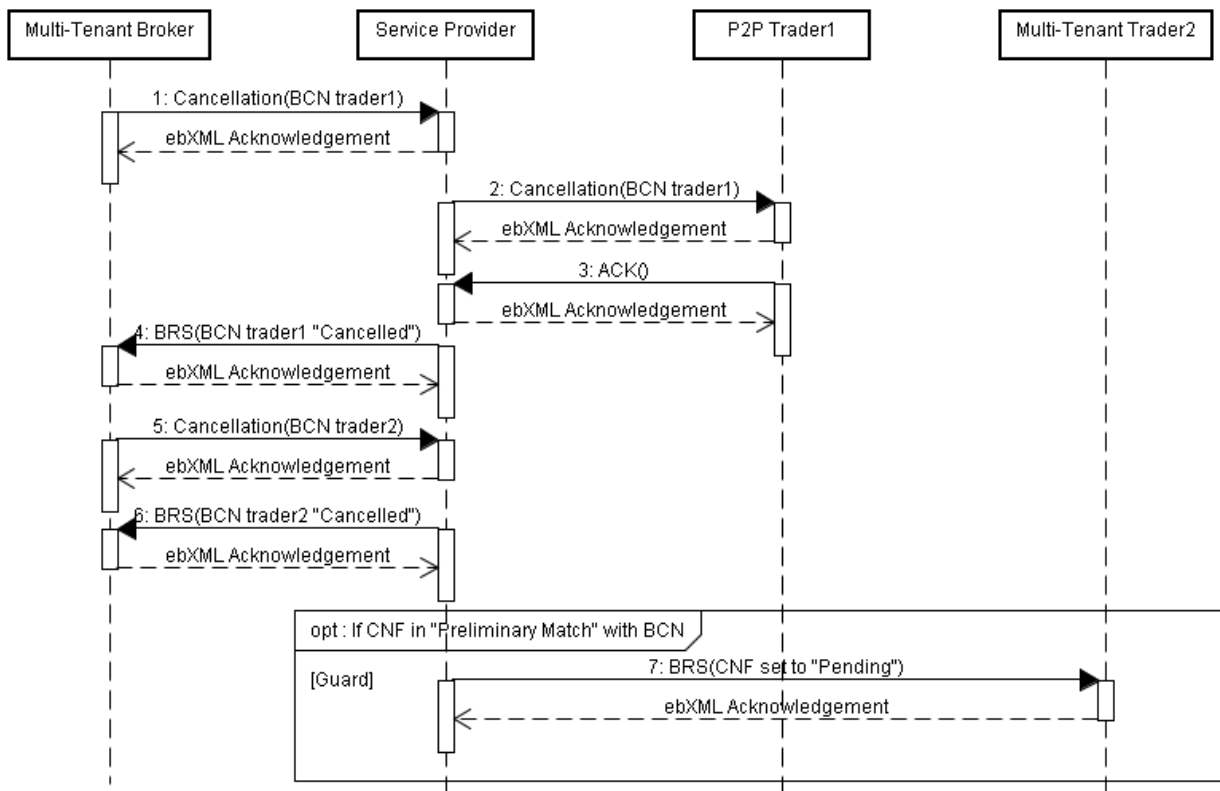 Multi-Tenant Broker
Service Provider
P2P Trader1
Multi-Tenant Trader2
1: Cancellation(BCN trader1)
ebXML Acknowledgement
2: Cancellation(BCN trader1)
ebXML Acknowledgement
3: ACK()
ebXML Acknowledgement
4: BRS(BCN trader1 "Cancelled")
ebXML Acknowledgement
5: Cancellation(BCN trader2)
ebXML Acknowledgement
6: BRS(BCN trader2 "Cancelled")
ebXML Acknowledgement
opt : If CNF in "Preliminary Match" with BCN
[Guard]
7: BRS(CNF set to "Pending")
ebXML Acknowledgement